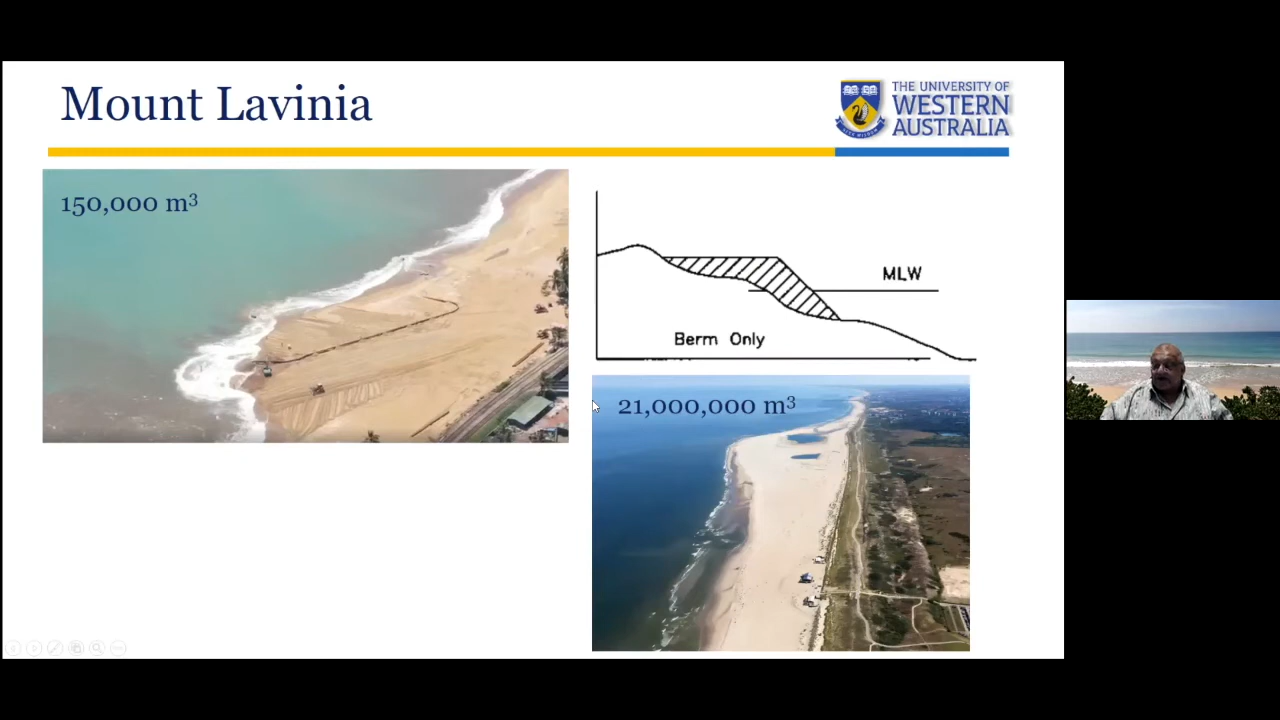 Mount Lavinia
THE UNIVERSITY OF
WESTERN
AUSTRALIA
150,000 m³
MLW
Berm Only
21,000,000 m³